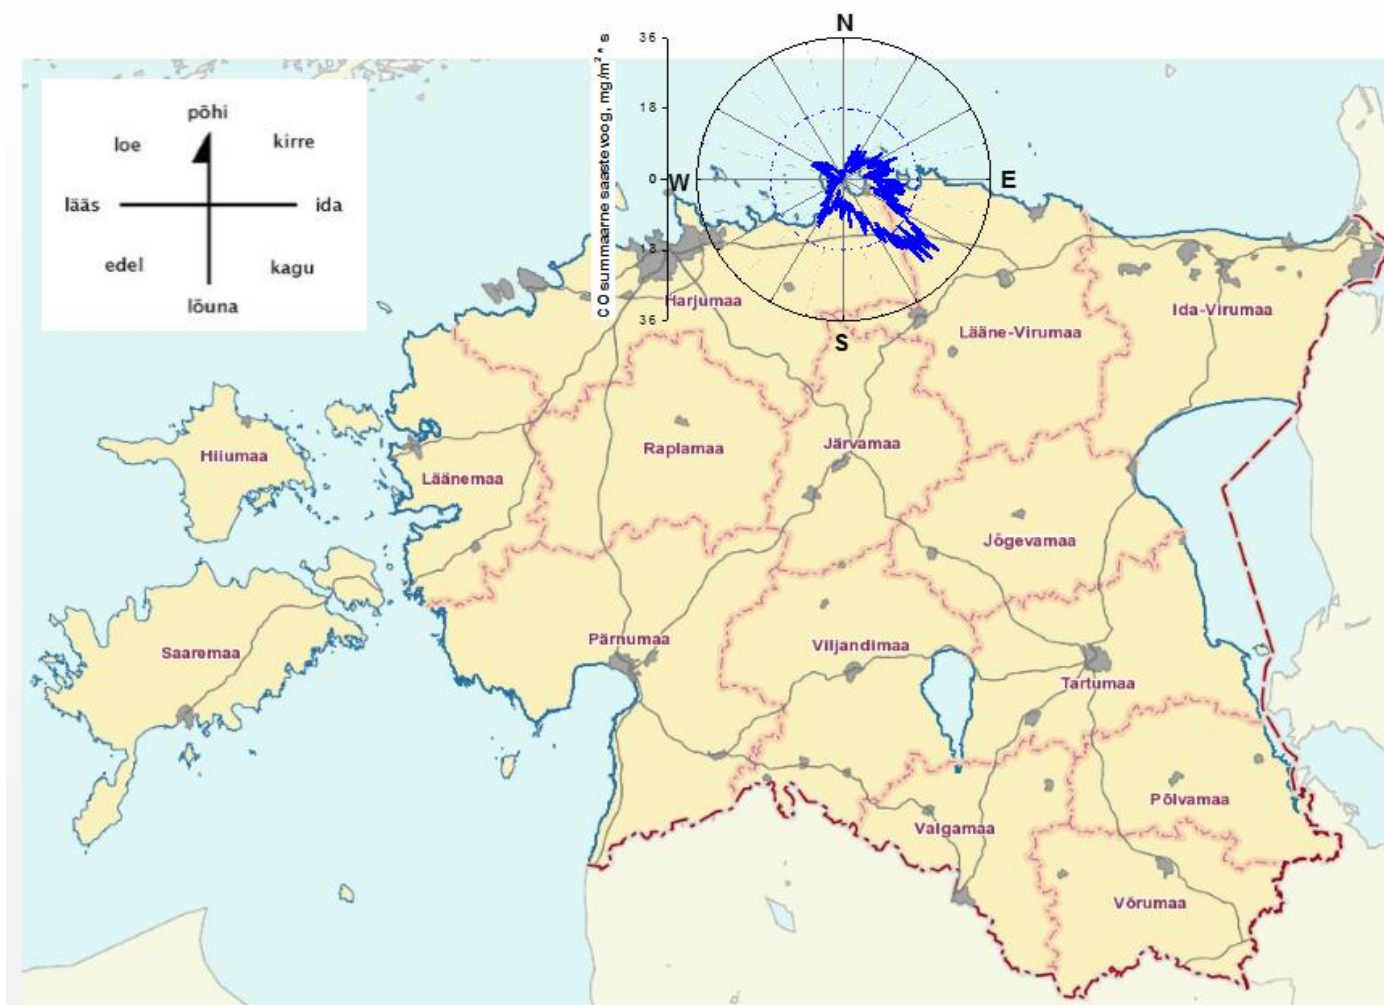 N
36
18
0
18
36
CO summaarne saastevoog, mg/m² * s
W
E
S
põhi
loe
kirre
lääs
ida
edel
kagu
lõuna
Harjumaa
Ida-Virumaa
Lääne-Virumaa
Hiiumaa
Läänemaa
Raplamaa
Järvamaa
Jõgevamaa
Saaremaa
Pärnumaa
Viljandimaa
Tartumaa
Põlvamaa
Valgamaa
Võrumaa